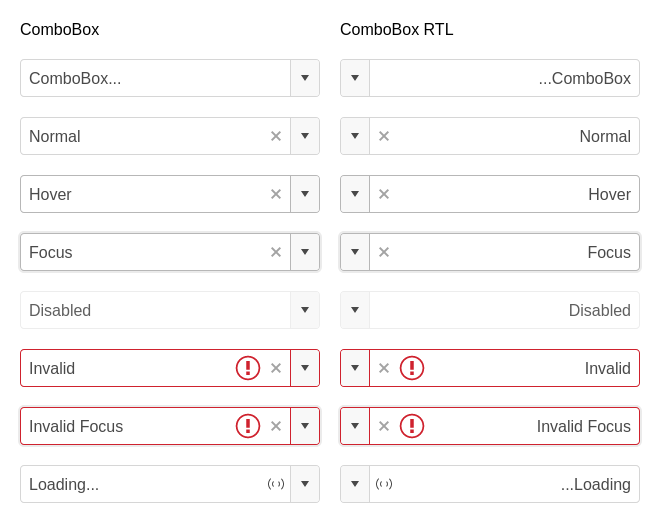 ComboBox
ComboBox...
Normal
Hover
Focus
Disabled
Invalid
Invalid Focus
Loading...
ComboBox RTL
...ComboBox
Normal
Hover
Focus
Disabled
Invalid
Invalid Focus
...Loading